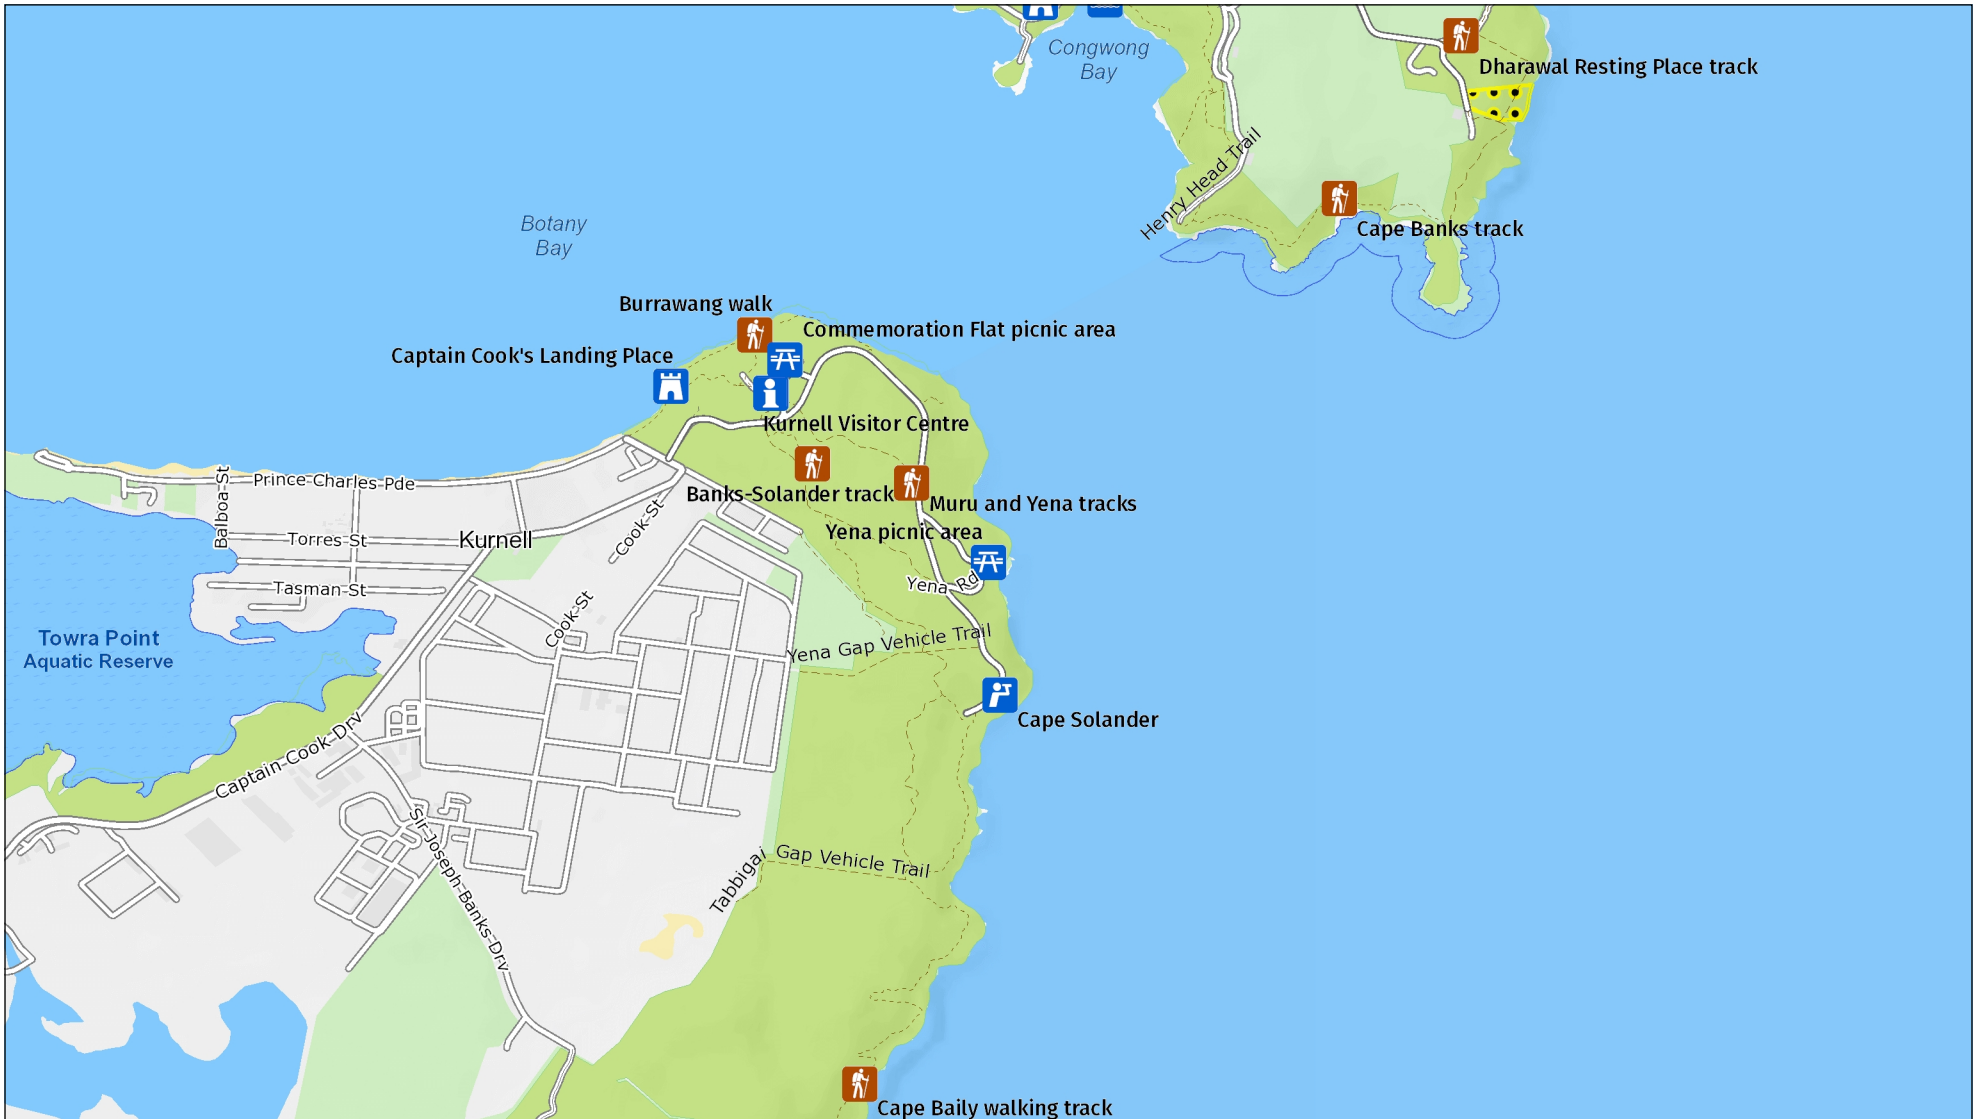 Congwong
Bay
Dharawal Resting Place track
Henry Head Trail
Cape Banks track
Botany
Bay
Burrawang walk
Commemoration Flat picnic area
Captain Cook's Landing Place
Kurnell Visitor Centre
Prince Charles Pde
Balboa St
Banks-Solander track
Muru and Yena tracks
Yena picnic area
Torres St
Kurnell
Cook St
Tasman St
Yena Rd
Cook St
Towra Point
Aquatic Reserve
Yena Gap Vehicle Trail
Cape Solander
Captain Cook Drv
Sir Joseph Banks Drv
Tabbigai Gap Vehicle Trail
Cape Baily walking track